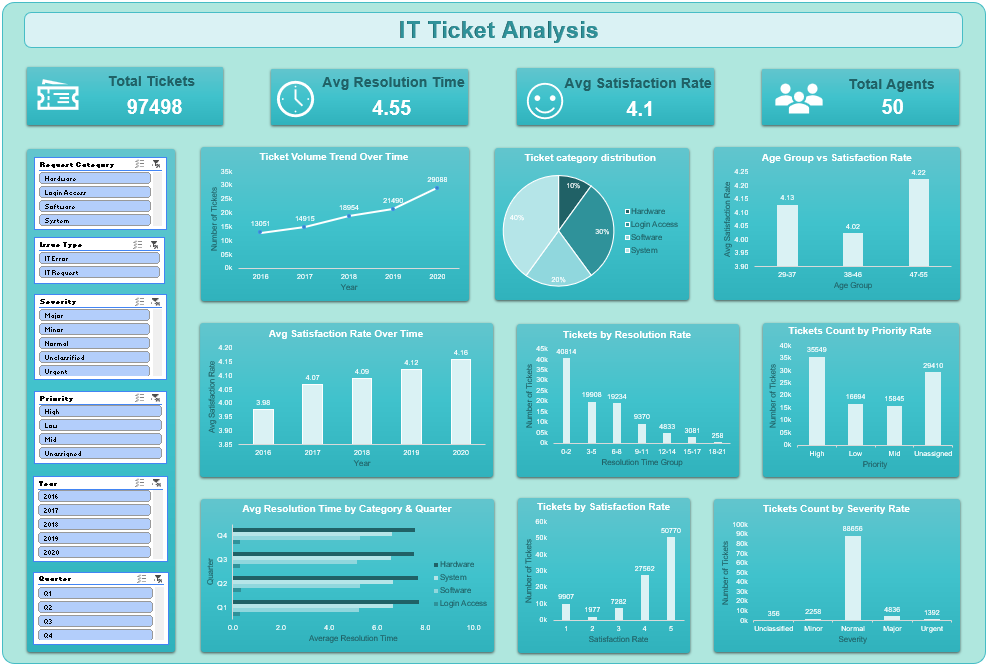 IT Ticket Analysis
Total Tickets
97498
Avg Resolution Time
4.55
Avg Satisfaction Rate
4.1
Total Agents
50
Request Category
Hardware
Login Access
Software
System
Issue Type
IT Error
IT Request
Severity
Major
Minor
Normal
Unclassified
Urgent
Priority
High
Low
Mid
Unassigned
Year
2016
2017
2018
2019
2020
Quarter
Q1
Q2
Q3
Q4
Ticket Volume Trend Over Time
Number of Tickets
35k
30k
25k
20k
15k
10k
05k
0k
13051
14915
18954
21490
29088
2016 2017 2018 2019 2020
Year
Ticket category distribution
10%
30%
20%
40%
Hardware
Login Access
Software
System
Age Group vs Satisfaction Rate
Avg Satisfaction Rate
4.25
4.20
4.15
4.10
4.05
4.00
3.95
3.90
4.13
4.02
4.22
29-37 38-46 47-55
Age Group
Avg Satisfaction Rate Over Time
Avg Satisfaction Rate
4.20
4.15
4.10
4.05
4.00
3.95
3.90
3.85
3.98
4.07
4.09
4.12
4.16
2016 2017 2018 2019 2020
Year
Tickets by Resolution Rate
Number of Tickets
45k
40k
35k
30k
25k
20k
15k
10k
05k
0k
40814
19908
19234
9370
4833
3081
258
0-2 3-5 6-8 9-11 12-14 15-17 18-21
Resolution Time Group
Tickets Count by Priority Rate
Number of Tickets
40k
35k
30k
25k
20k
15k
10k
05k
0k
35549
16694
15845
29410
High Low Mid Unassigned
Priority
Avg Resolution Time by Category & Quarter
Quarter
Q4
Q3
Q2
Q1
0.0 2.0 4.0 6.0 8.0 10.0
Average Resolution Time
Hardware
System
Software
Login Access
Tickets by Satisfaction Rate
Number of Tickets
60k
50k
40k
30k
20k
10k
0k
9907
1977
7282
27562
50770
1 2 3 4 5
Satisfaction Rate
Tickets Count by Severity Rate
Number of Tickets
100k
90k
80k
70k
60k
50k
40k
30k
20k
10k
0k
356
2258
88656
4836
1392
Unclassified Minor Normal Major Urgent
Severity